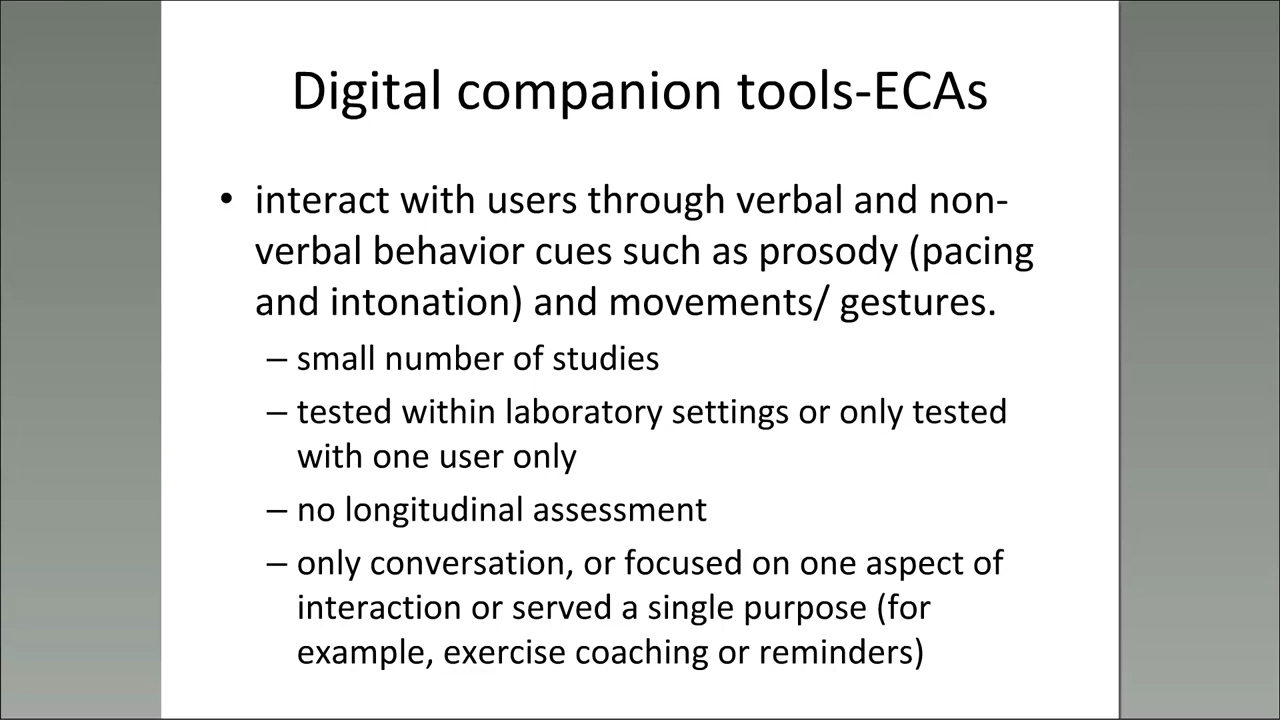 Digital companion tools-ECAs
• interact with users through verbal and non-
verbal behavior cues such as prosody (pacing
and intonation) and movements/ gestures.
– small number of studies
– tested within laboratory settings or only tested
with one user only
– no longitudinal assessment
– only conversation, or focused on one aspect of
interaction or served a single purpose (for
example, exercise coaching or reminders)